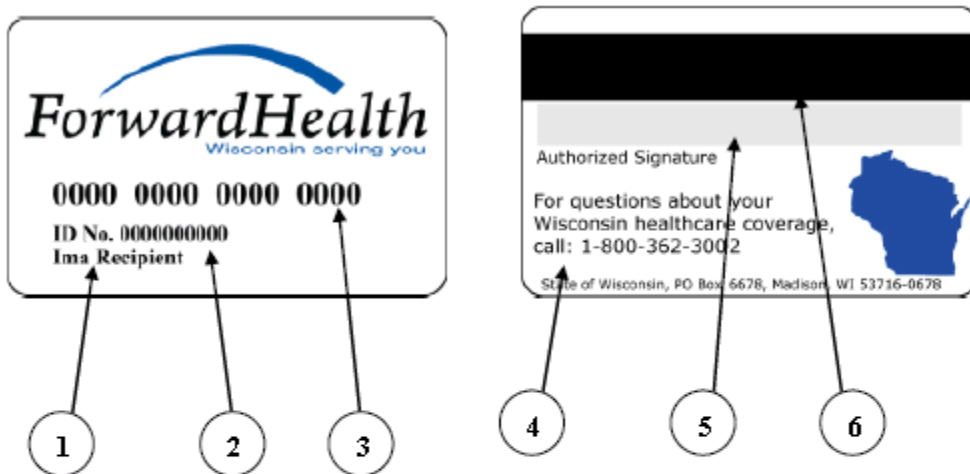 ForwardHealth
Wisconsin serving you
0000 0000 0000 0000
ID No. 0000000000
Ima Recipient
Authorized Signature
For questions about your
Wisconsin healthcare coverage,
call: 1-800-362-3002
State of Wisconsin, PO Box 6678, Madison, WI 53716-0678
1
2
3
4
5
6